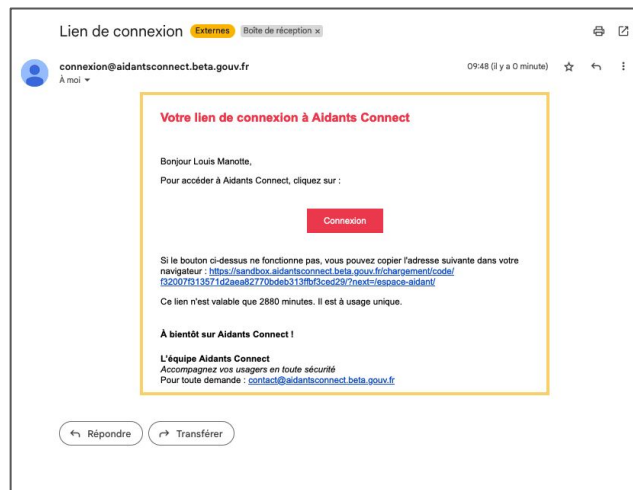 Lien de connexion Externes Boîte de réception x
connexion@aidantsconnect.beta.gouv.fr 09:48 (il y a 0 minute)
À moi
Votre lien de connexion à Aidants Connect
Bonjour Louis Manotte,
Pour accéder à Aidants Connect, cliquez sur :
Connexion
Si le bouton ci-dessus ne fonctionne pas, vous pouvez copier l'adresse suivante dans votre
navigateur : https://sandbox.aidantsconnect.beta.gouv.fr/chargement/code/
f32007f313571d2aea82770bdeb313ffbf3ced29/?next=/espace-aidant/
Ce lien n'est valable que 2880 minutes. Il est à usage unique.
À bientôt sur Aidants Connect !
L'équipe Aidants Connect
Accompagnez vos usagers en toute sécurité
Pour toute demande : contact@aidantsconnect.beta.gouv.fr
Répondre Transférer